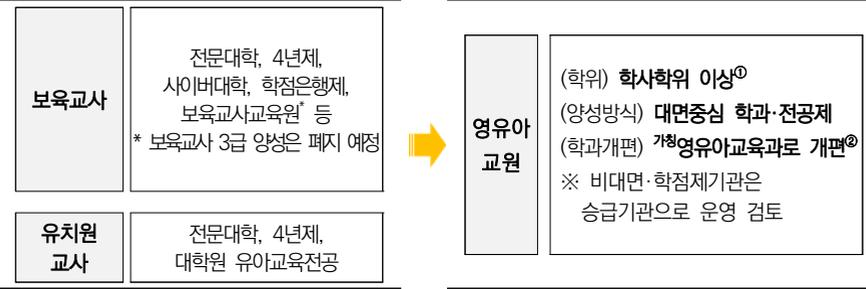 보육교사
전문대학, 4년제,
사이버대학, 학점은행제,
보육교사교육원* 등
* 보육교사 3급 양성은 폐지 예정
유치원
교사
전문대학, 4년제,
대학원 유아교육전공
영유아
교원
(학위) 학사학위 이상①
(양성방식) 대면중심 학과·전공제
(학과개편) 가칭영유아교육과로 개편②
※ 비대면·학점제기관은
승급기관으로 운영 검토